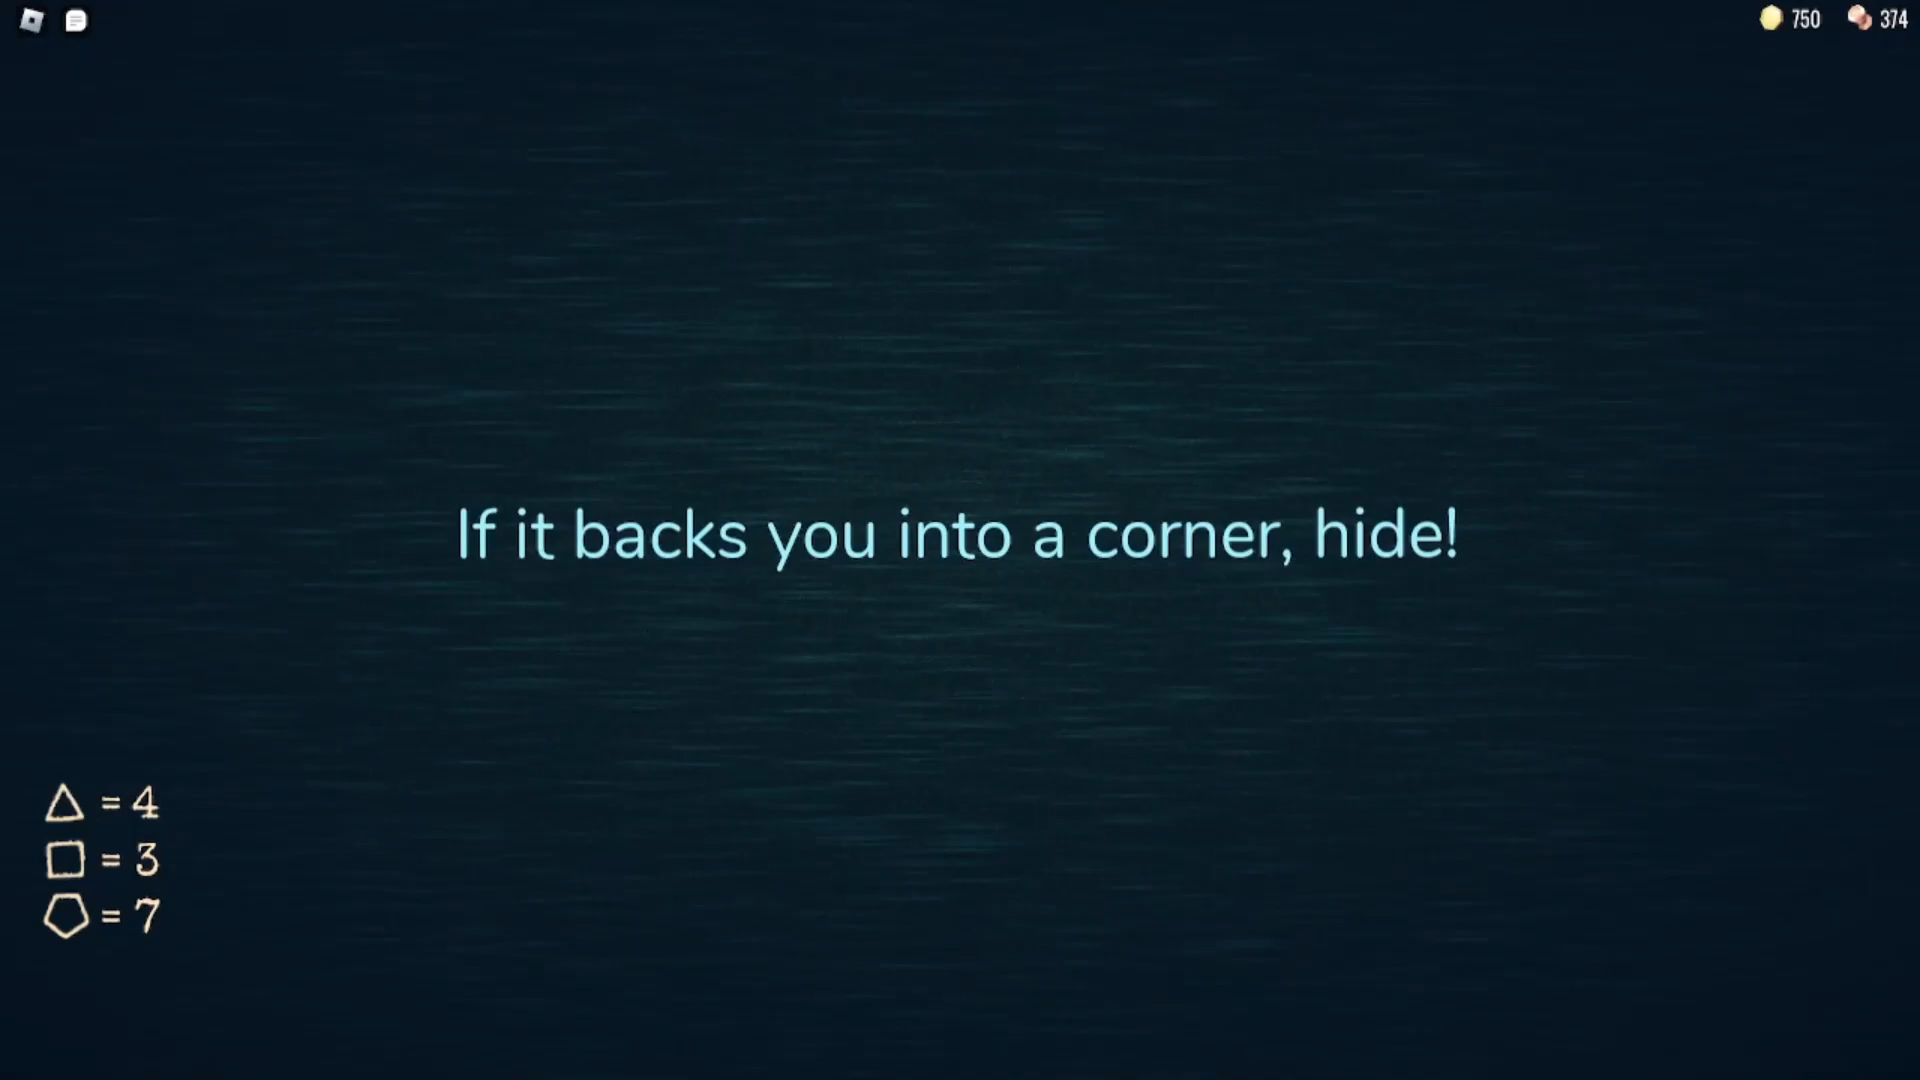 750 374
If it backs you into a corner, hide!
△ = 4
□ = 3
⬠ = 7